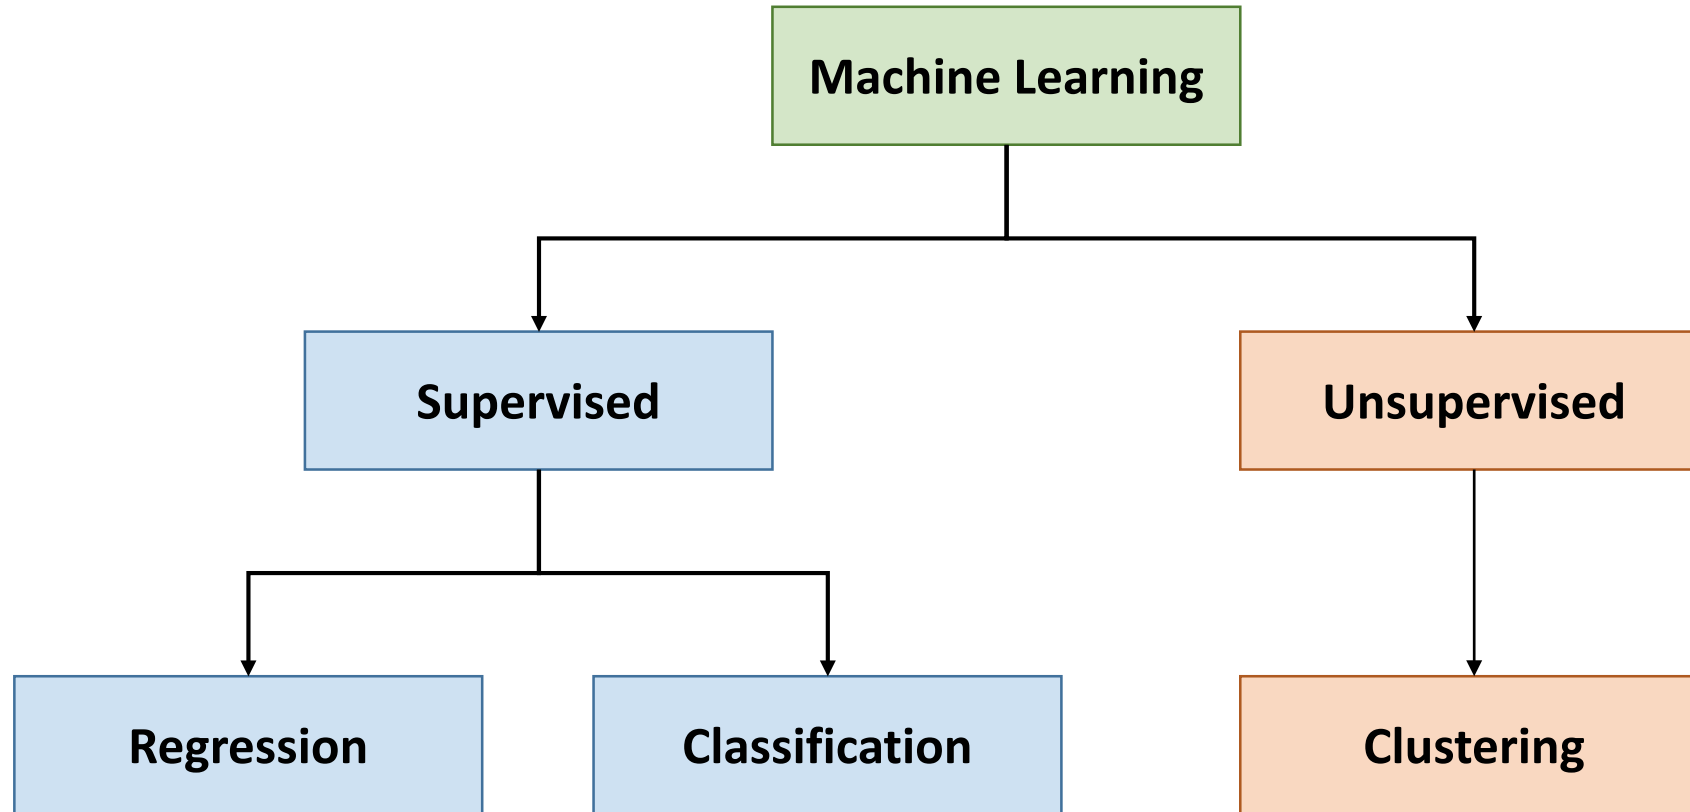 Machine Learning
Supervised
Unsupervised
Regression
Classification
Clustering